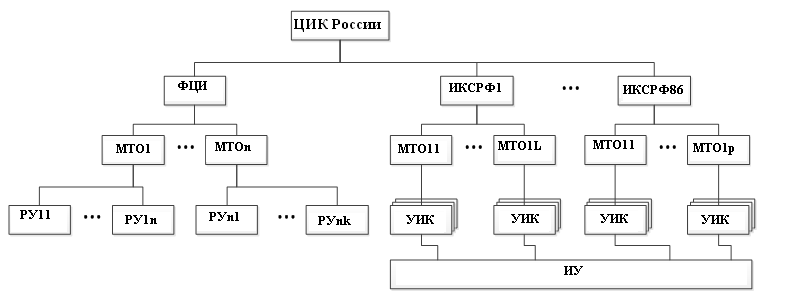 ЦИК России
ФЦИ
ИКСРФ1
...
ИКСРФ86
МТО1
...
МТОn
МТО11
...
МТО1L
МТО11
...
МТО1p
РУ11
...
РУ1n
РУn1
...
РУnk
УИК
УИК
УИК
УИК
ИУ